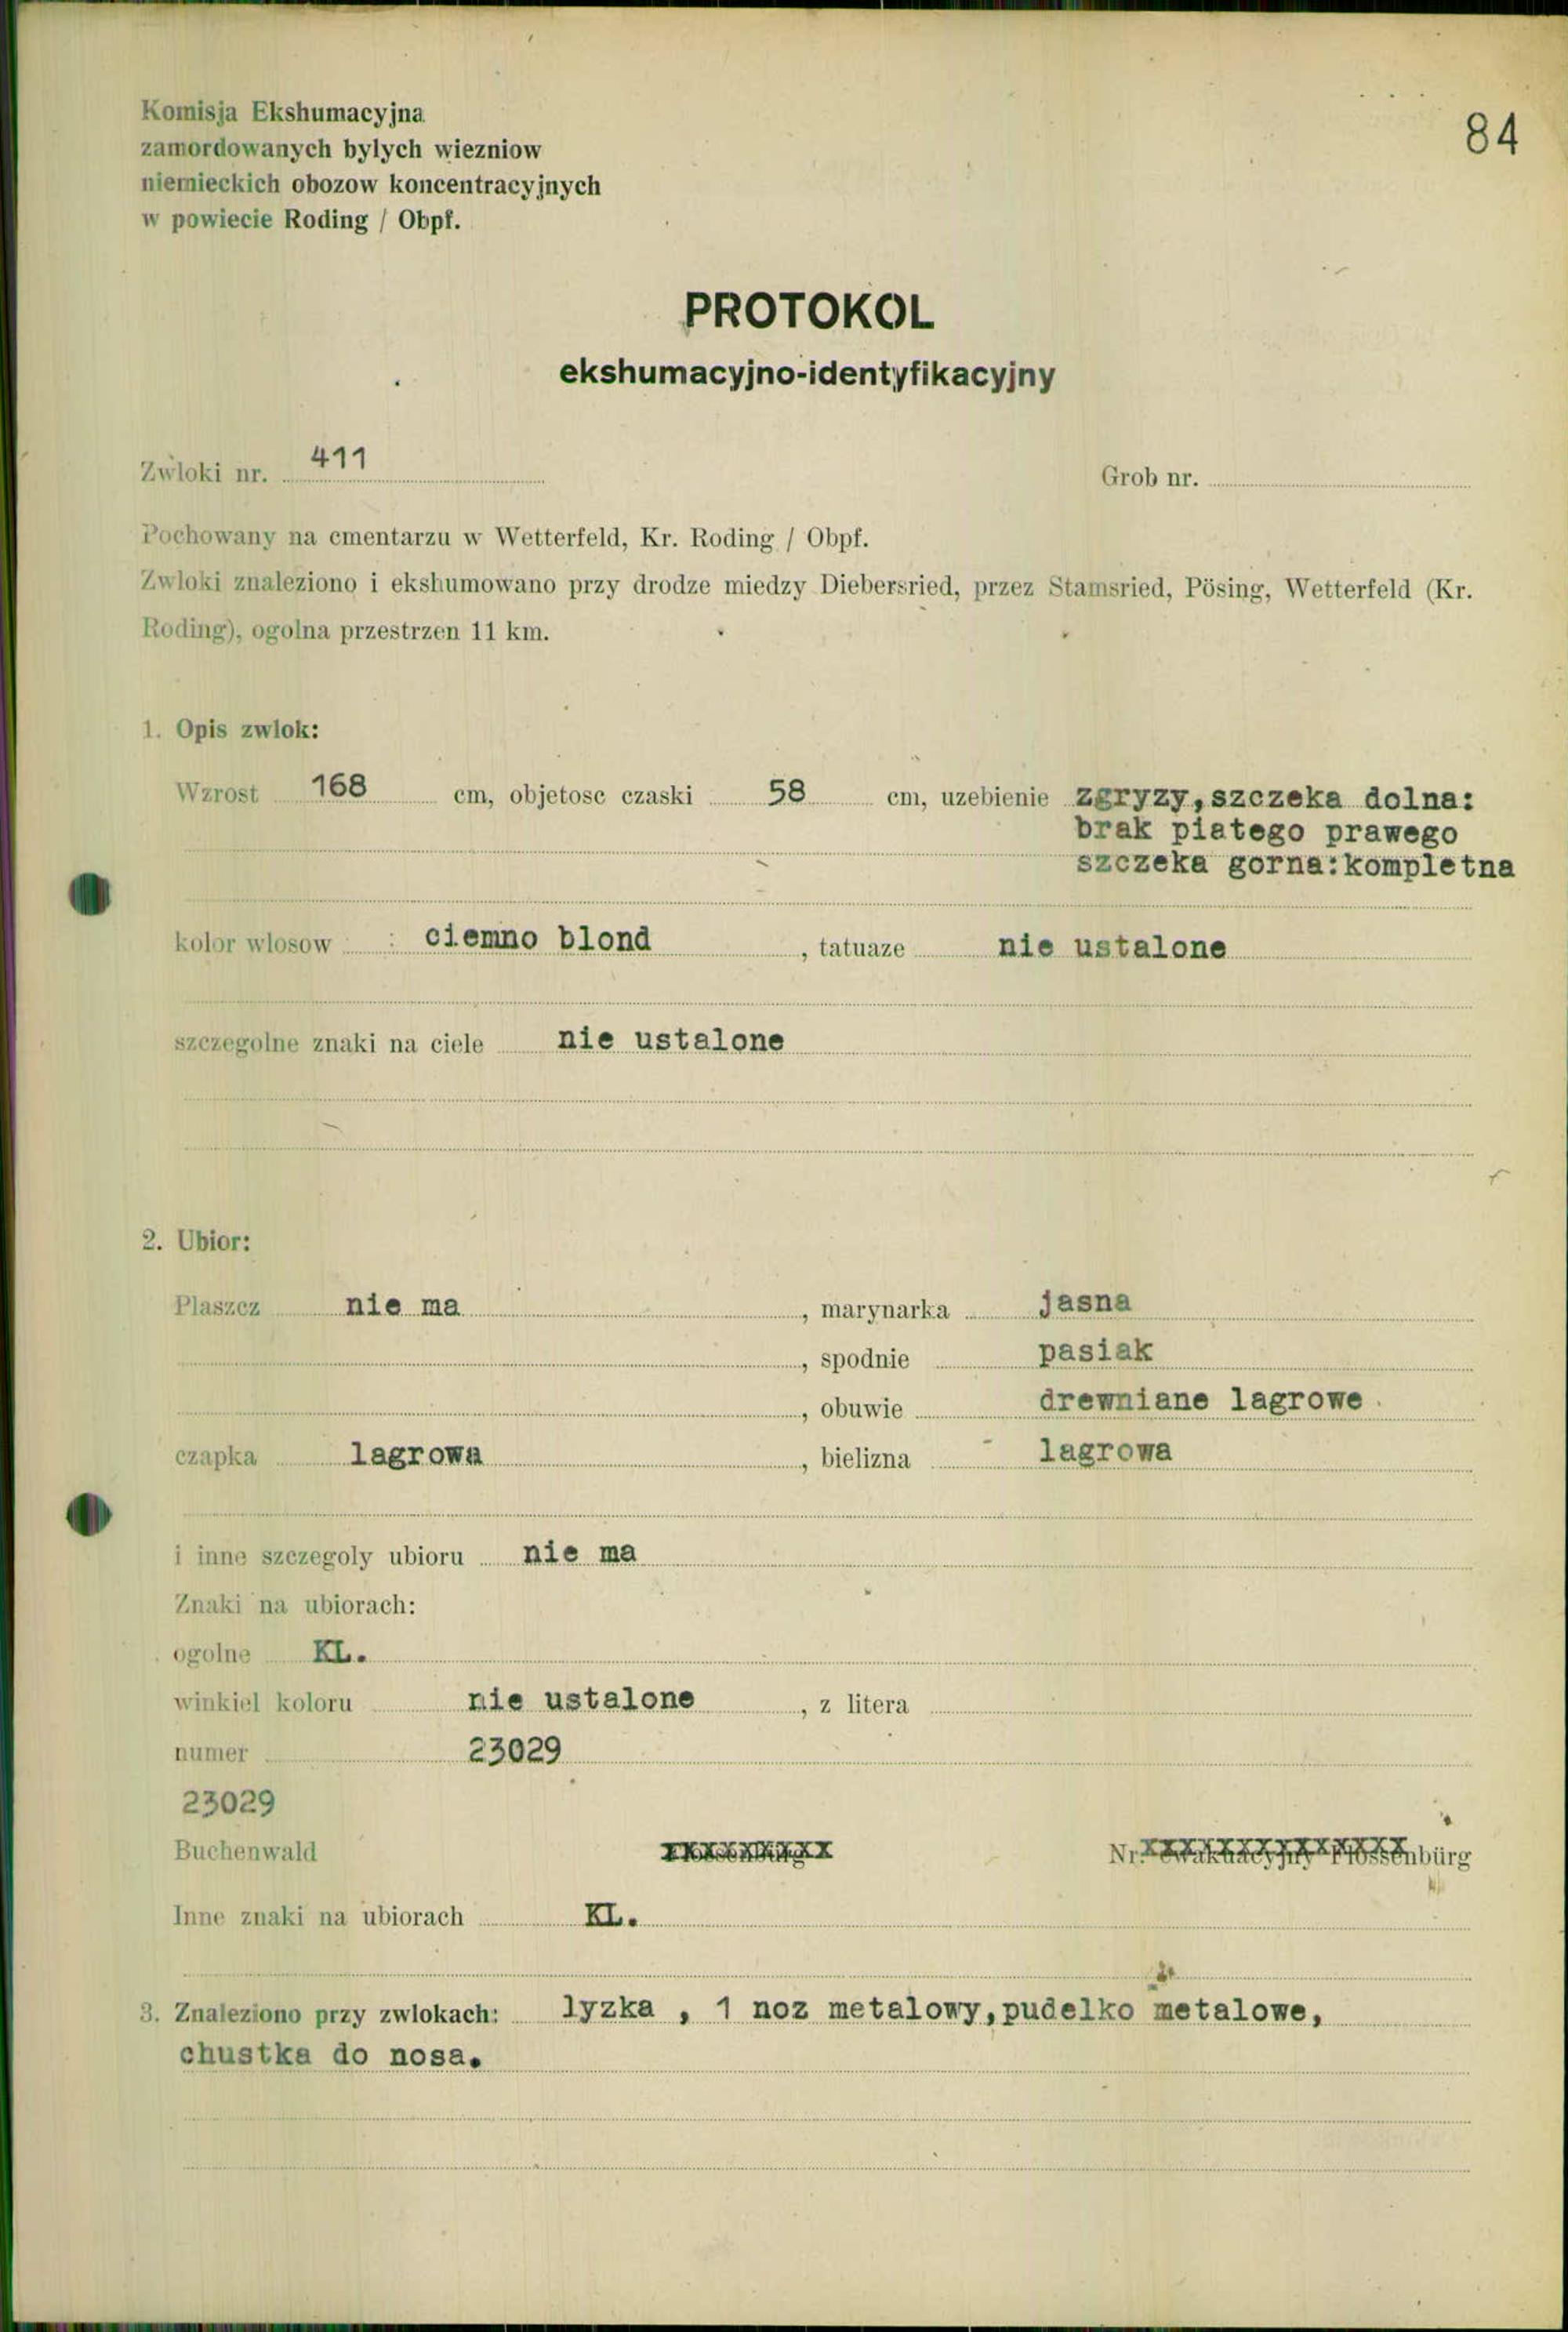 Komisja Ekshumacyjna
zamordowanych bylych wiezniow
niemieckich obozow koncentracyjnych
w powiecie Roding / Obpf.
84
PROTOKOL
ekshumacyjno-identyfikacyjny
Zwloki nr. 411 Grob nr.
Pochowany na cmentarzu w Wetterfeld, Kr. Roding / Obpf.
Zwloki znaleziono i ekshumowano przy drodze miedzy Diebersried, przez Stamsried, Pösing, Wetterfeld (Kr.
Roding), ogolna przestrzen 11 km.
1. Opis zwlok:
Wzrost 168 cm, objetosc czaski 58 cm, uzebienie zgryzy,szczeka dolna:
brak piatego prawego
szczeka gorna:kompletna
kolor wlosow : ciemno blond , tatuaze nie ustalone
szczegolne znaki na ciele nie ustalone
2. Ubior:
Plaszcz nie ma , marynarka jasna
, spodnie pasiak
, obuwie drewniane lagrowe
czapka lagrowa , bielizna lagrowa
i inne szczegoly ubioru nie ma
Znaki na ubiorach:
ogolne KL.
winkiel koloru nie ustalone , z litera
numer 23029
23029
Buchenwald Nr.
Inne znaki na ubiorach KL.
3. Znaleziono przy zwlokach: lyzka , 1 noz metalowy,pudelko metalowe,
chustka do nosa.